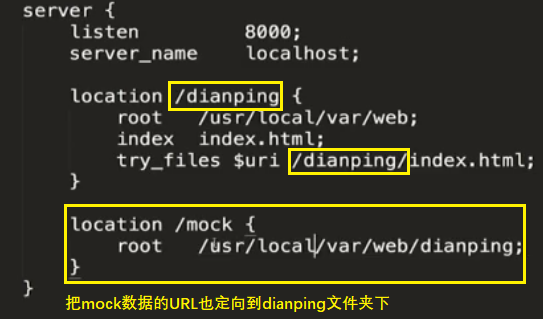 server {
listen 8000;
server_name localhost;
location /dianping {
root /usr/local/var/web;
index index.html;
try_files $uri /dianping/index.html;
}
location /mock {
root /usr/local/var/web/dianping;
}
}
把mock数据的URL也定向到dianping文件夹下